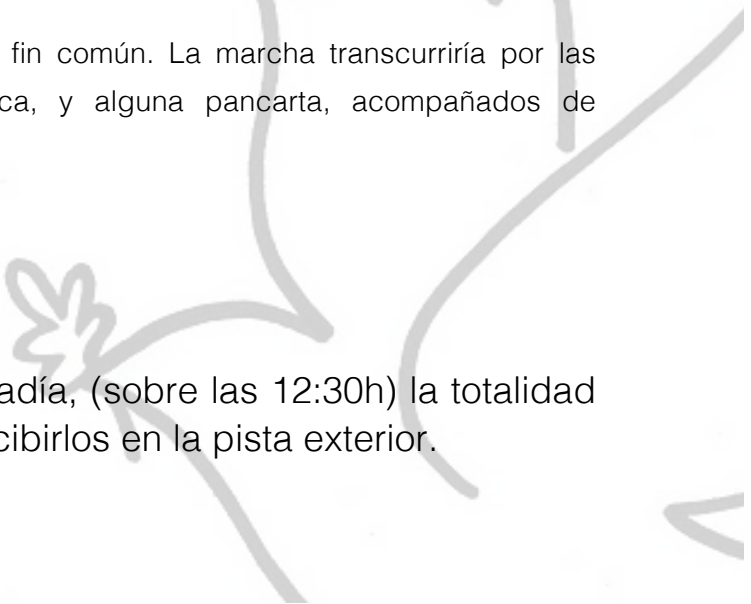 fin común. La marcha transcurriría por las
ca, y alguna pancarta, acompañados de
adía, (sobre las 12:30h) la totalidad
cibirlos en la pista exterior.